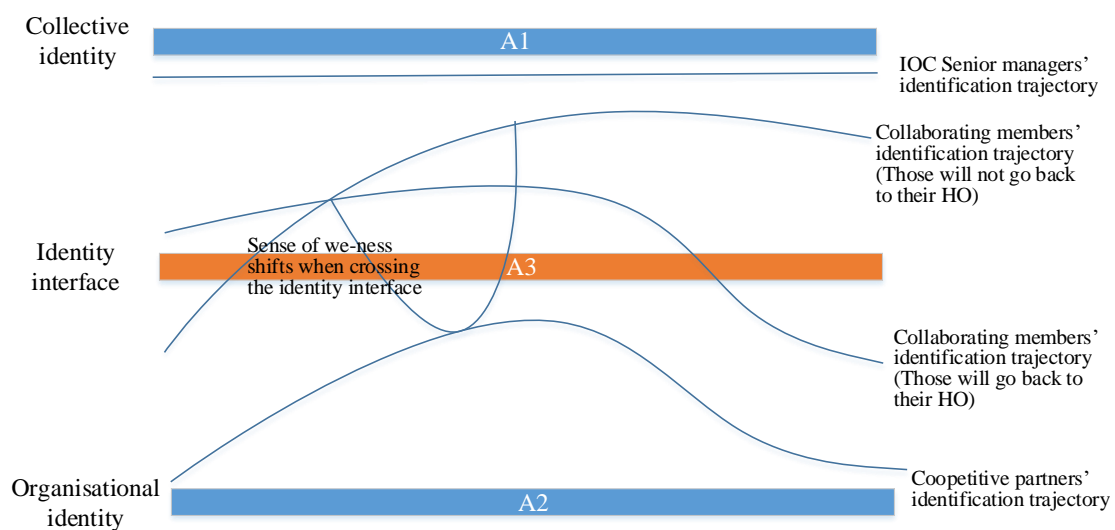 Collective
identity
A1
IOC Senior managers’
identification trajectory
Collaborating members’
identification trajectory
(Those will not go back
to their HO)
Identity
interface
Sense of we-ness
shifts when crossing
the identity interface
A3
Collaborating members’
identification trajectory
(Those will go back to
their HO)
Organisational
identity
A2
Coopetitive partners’
identification trajectory